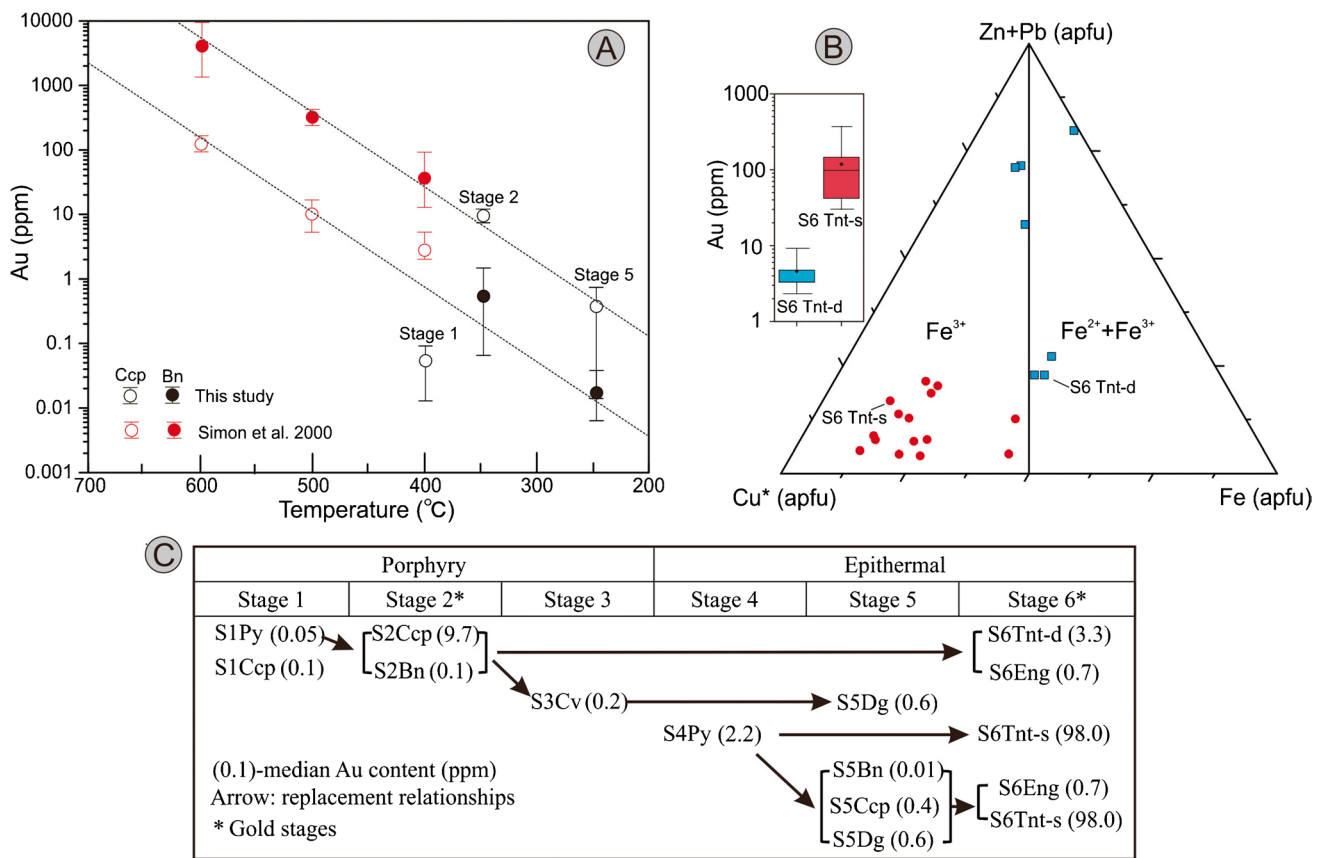 A
10000
1000
100
10
1
0.1
0.01
0.001
Au (ppm)
700
600
500
400
300
200
Temperature (°C)
Stage 2
Stage 5
Stage 1
Ccp Bn
This study
Simon et al. 2000
B
1000
100
10
1
Au (ppm)
S6 Tnt-s
S6 Tnt-d
Zn+Pb (apfu)
Fe³⁺
Fe²⁺+Fe³⁺
S6 Tnt-d
S6 Tnt-s
Cu* (apfu)
Fe (apfu)
C
Porphyry Epithermal
Stage 1 Stage 2* Stage 3 Stage 4 Stage 5 Stage 6*
S1Py (0.05) S2Ccp (9.7) S6Tnt-d (3.3)
S1Ccp (0.1) S2Bn (0.1) S6Eng (0.7)
S3Cv (0.2) S5Dg (0.6)
S4Py (2.2) S6Tnt-s (98.0)
(0.1)-median Au content (ppm) S5Bn (0.01) S6Eng (0.7)
Arrow: replacement relationships S5Ccp (0.4) S6Tnt-s (98.0)
* Gold stages S5Dg (0.6)